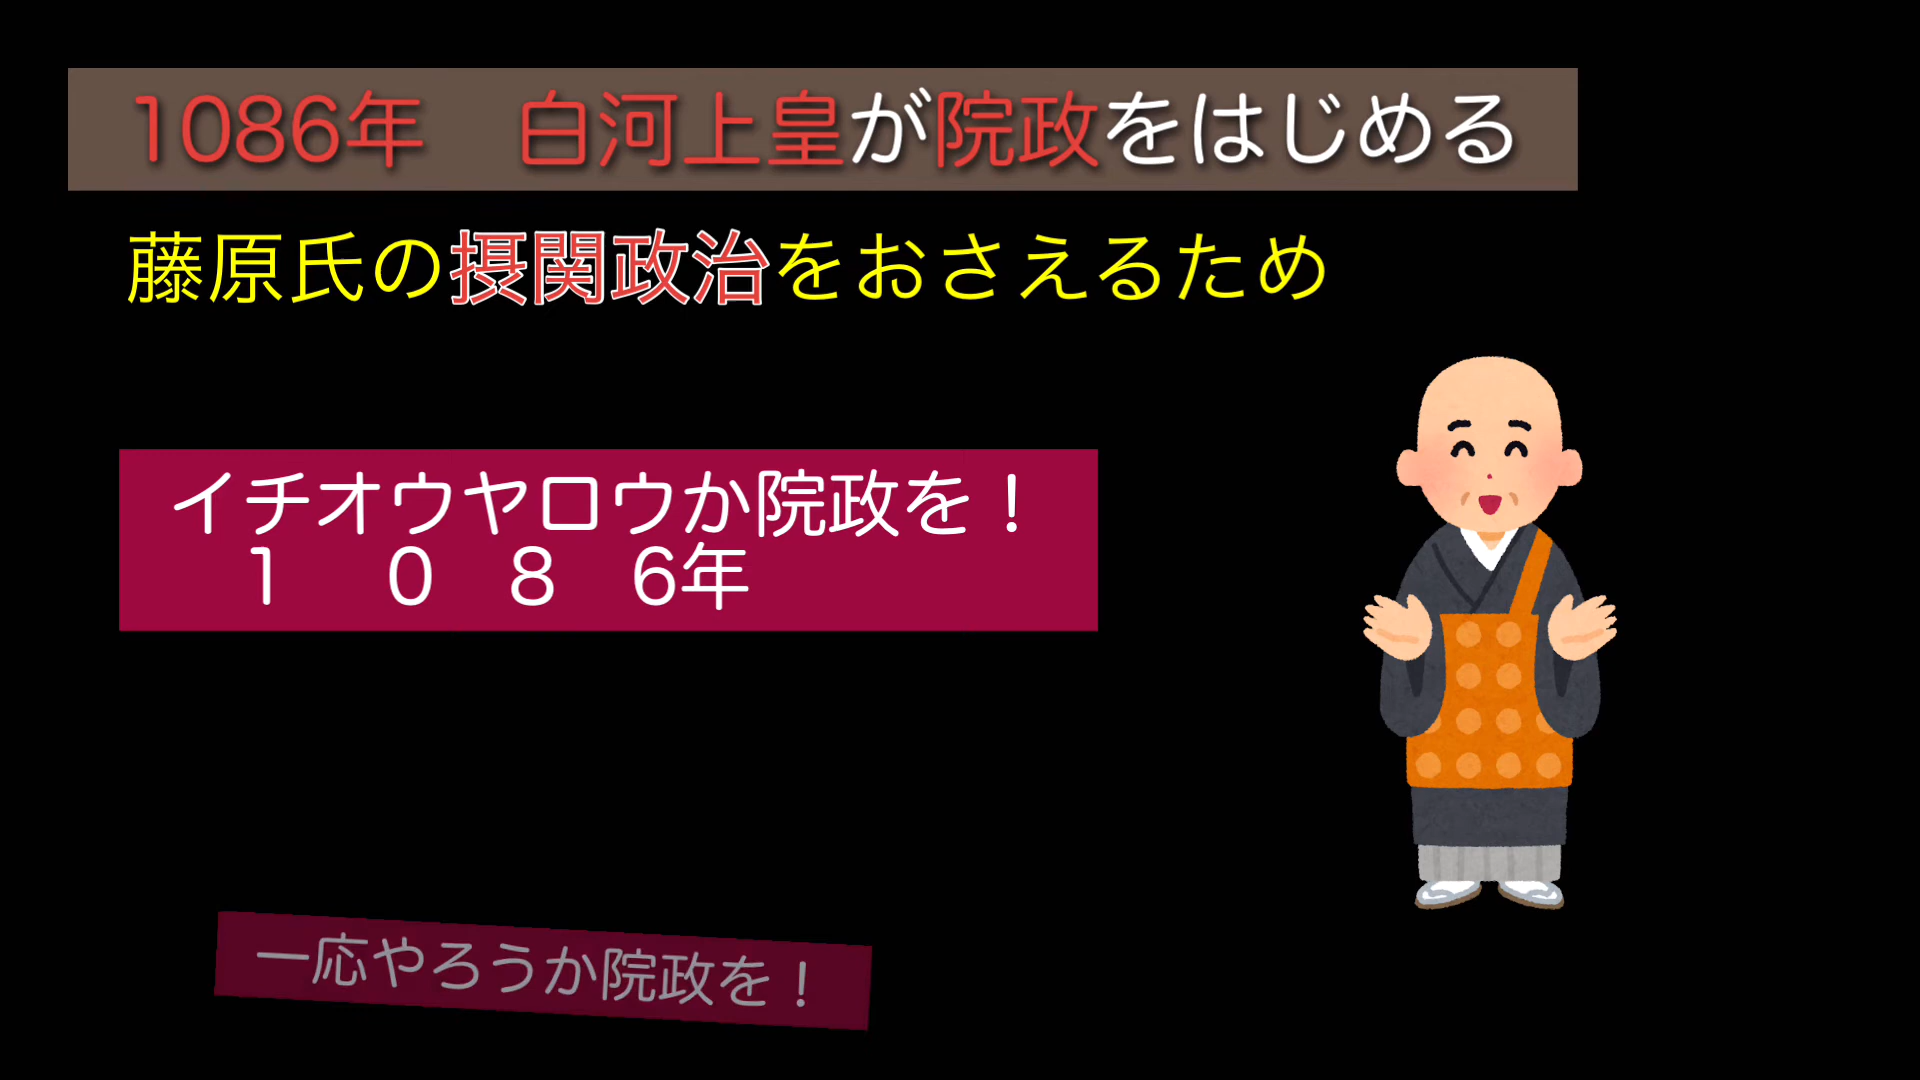 1086年　白河上皇が院政をはじめる
藤原氏の摂関政治をおさえるため
イチオウヤロウか院政を！
1　0　8　6年
一応やろうか院政を！